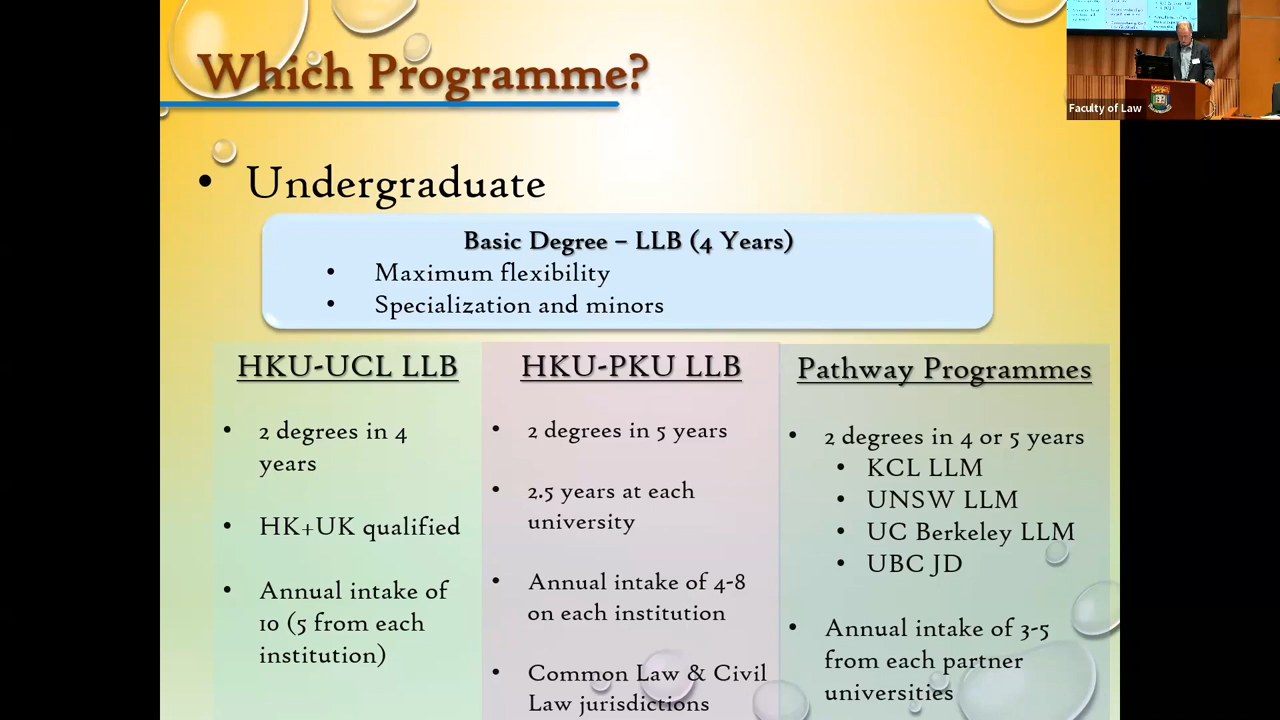 Which Programme?
Faculty of Law
• Undergraduate
Basic Degree – LLB (4 Years)
• Maximum flexibility
• Specialization and minors
HKU-UCL LLB
• 2 degrees in 4
years
• HK+UK qualified
• Annual intake of
10 (5 from each
institution)
HKU-PKU LLB
• 2 degrees in 5 years
• 2.5 years at each
university
• Annual intake of 4-8
on each institution
• Common Law & Civil
Law jurisdictions
Pathway Programmes
• 2 degrees in 4 or 5 years
• KCL LLM
• UNSW LLM
• UC Berkeley LLM
• UBC JD
• Annual intake of 3-5
from each partner
universities